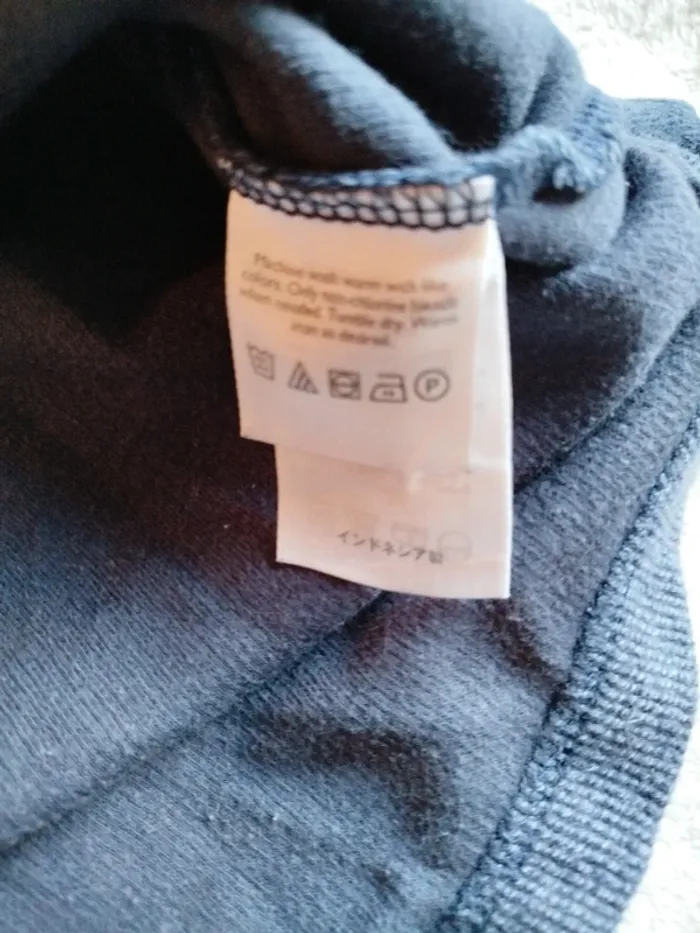 Machine wash warm with like
colors. Only non-chlorine bleach
when needed. Tumble dry. Warm
iron if desired.
P
インドネシア製